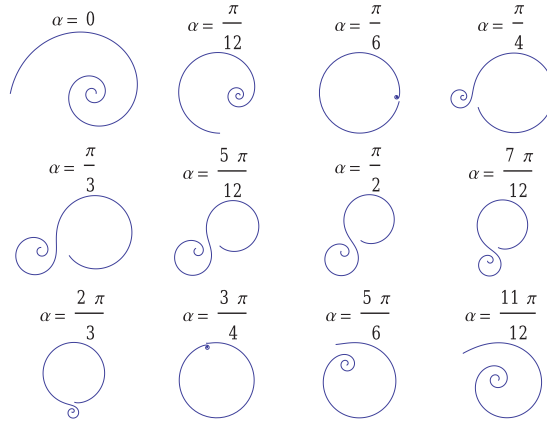 α = 0
α = π/12
α = π/6
α = π/4
α = π/3
α = 5 π/12
α = π/2
α = 7 π/12
α = 2 π/3
α = 3 π/4
α = 5 π/6
α = 11 π/12